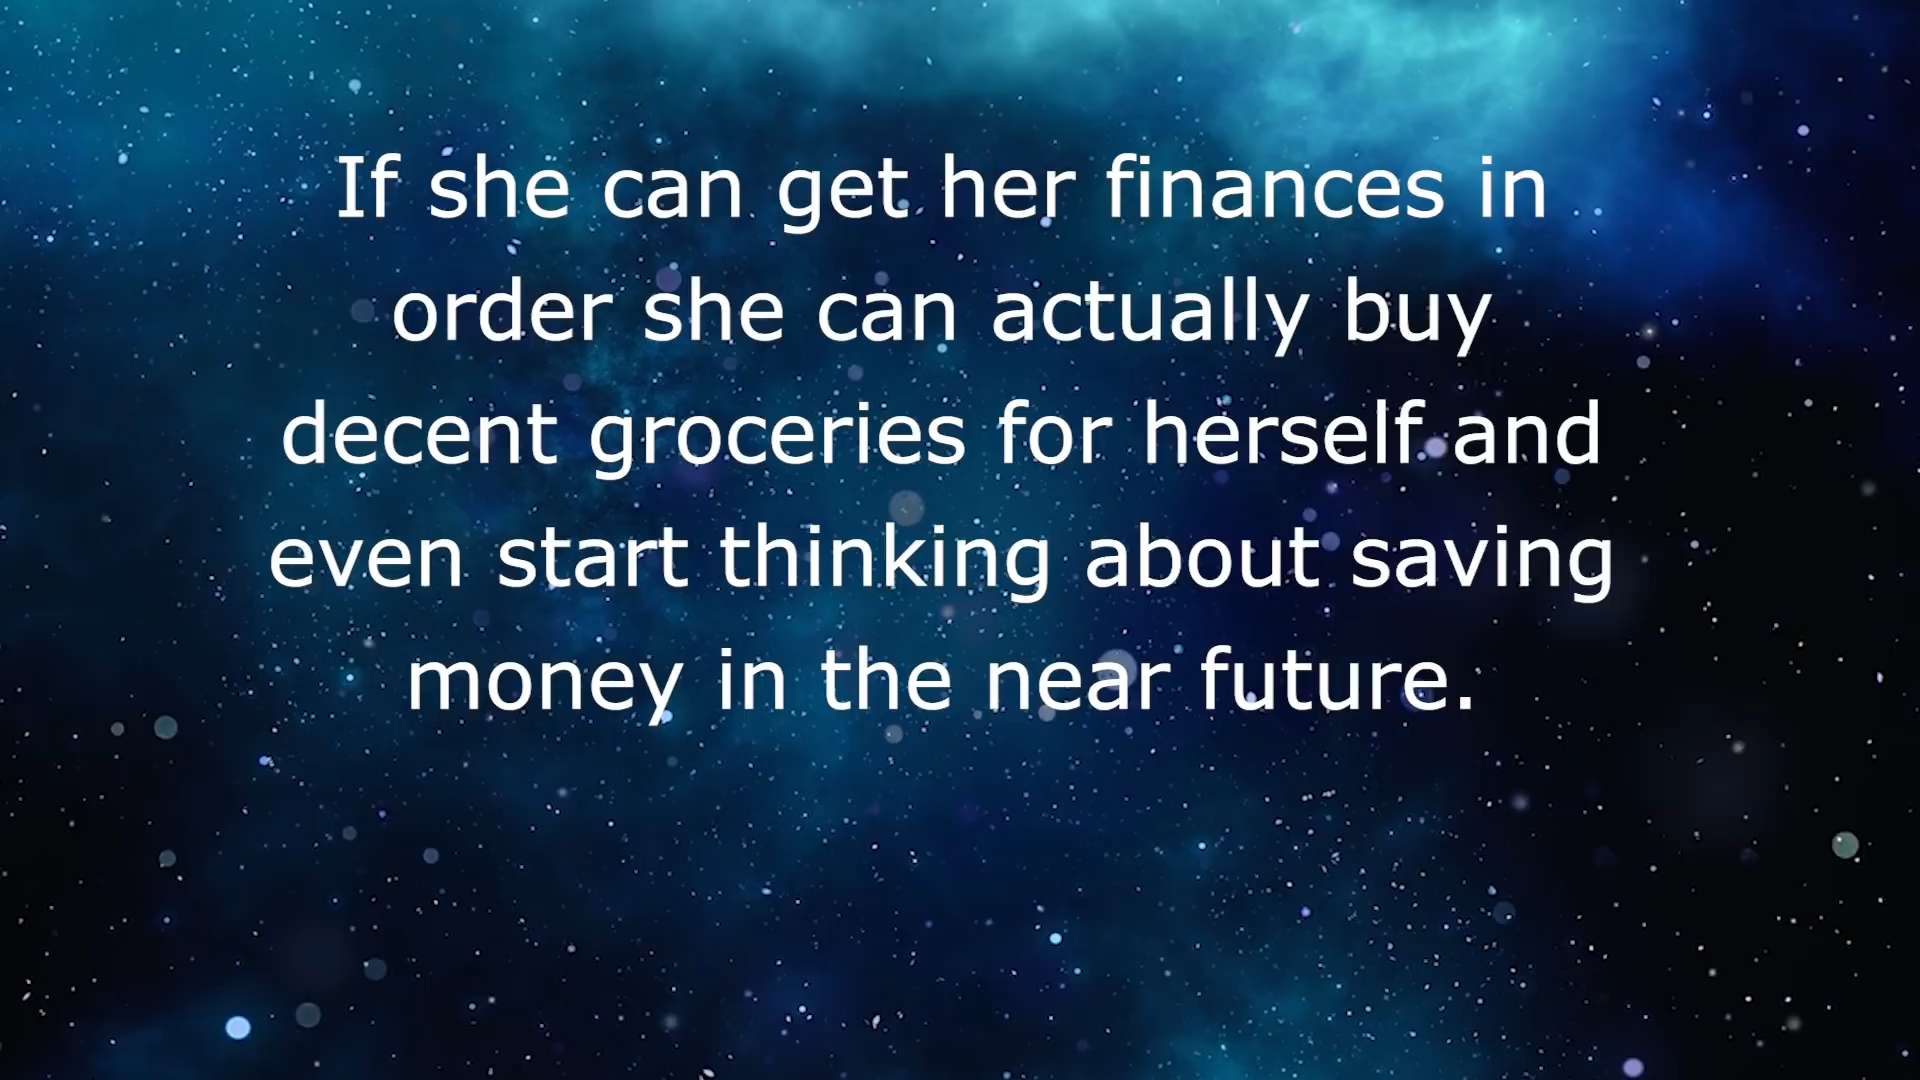 If she can get her finances in
order she can actually buy
decent groceries for herself and
even start thinking about saving
money in the near future.